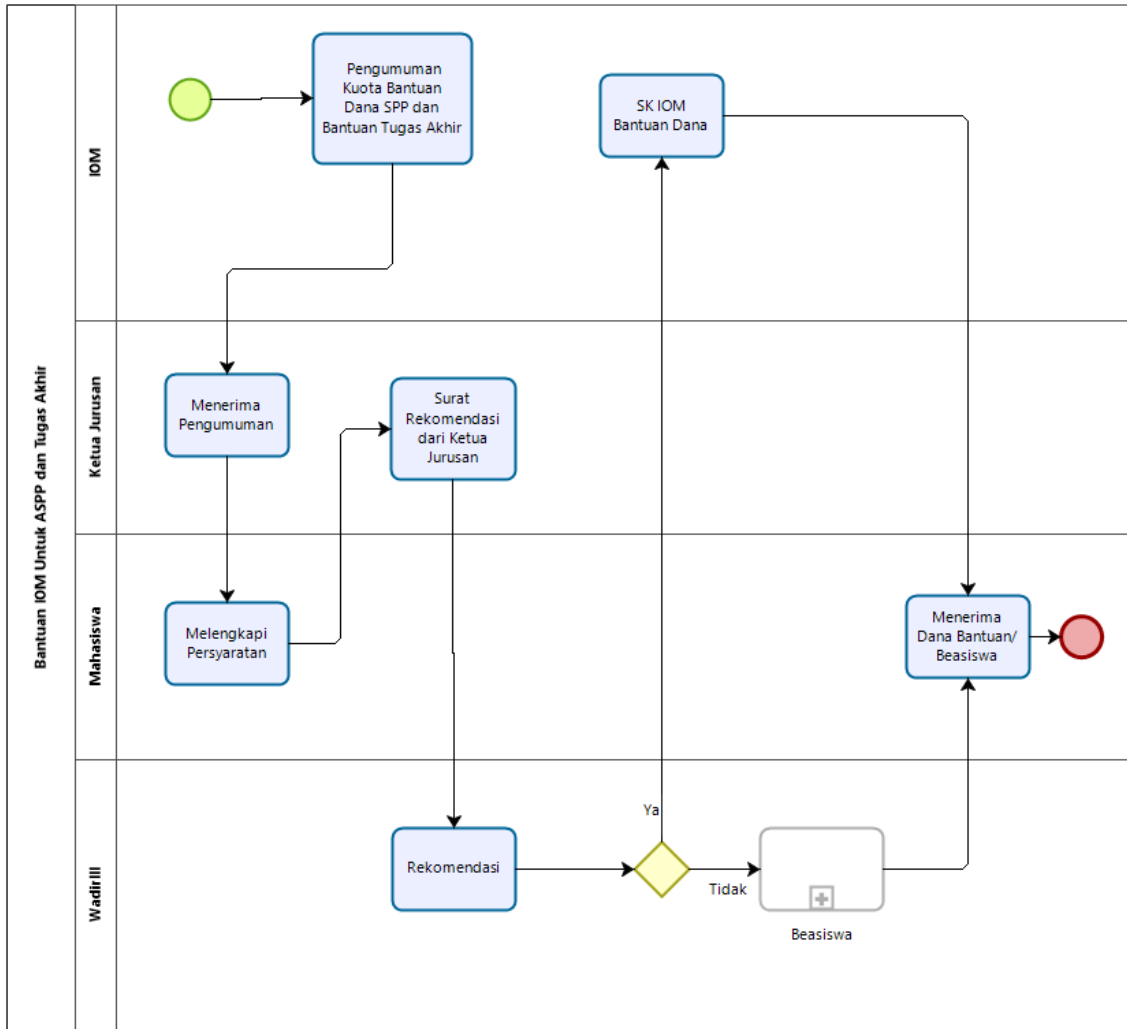 Bantuan IOM Untuk ASPP dan Tugas Akhir
IOM
Pengumuman
Kuota Bantuan
Dana SPP dan
Bantuan Tugas Akhir
SK IOM
Bantuan Dana
Ketua Jurusan
Menerima
Pengumuman
Surat
Rekomendasi
dari Ketua
Jurusan
Mahasiswa
Melengkapi
Persyaratan
Menerima
Dana Bantuan/
Beasiswa
WadirIII
Rekomendasi
Ya
Tidak
Beasiswa